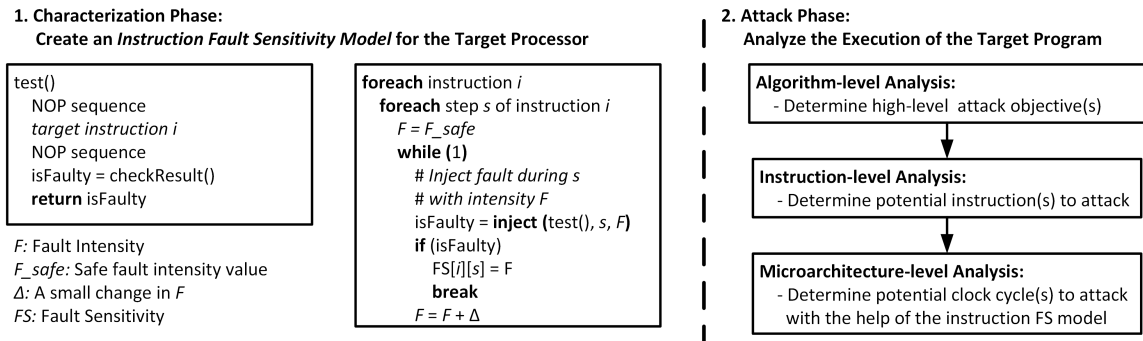 1. Characterization Phase:
Create an Instruction Fault Sensitivity Model for the Target Processor
test()
NOP sequence
target instruction i
NOP sequence
isFaulty = checkResult()
return isFaulty
F: Fault Intensity
F_safe: Safe fault intensity value
Δ: A small change in F
FS: Fault Sensitivity
foreach instruction i
foreach step s of instruction i
F = F_safe
while (1)
# Inject fault during s
# with intensity F
isFaulty = inject (test(), s, F)
if (isFaulty)
FS[i][s] = F
break
F = F + Δ
2. Attack Phase:
Analyze the Execution of the Target Program
Algorithm-level Analysis:
- Determine high-level attack objective(s)
Instruction-level Analysis:
- Determine potential instruction(s) to attack
Microarchitecture-level Analysis:
- Determine potential clock cycle(s) to attack
with the help of the instruction FS model